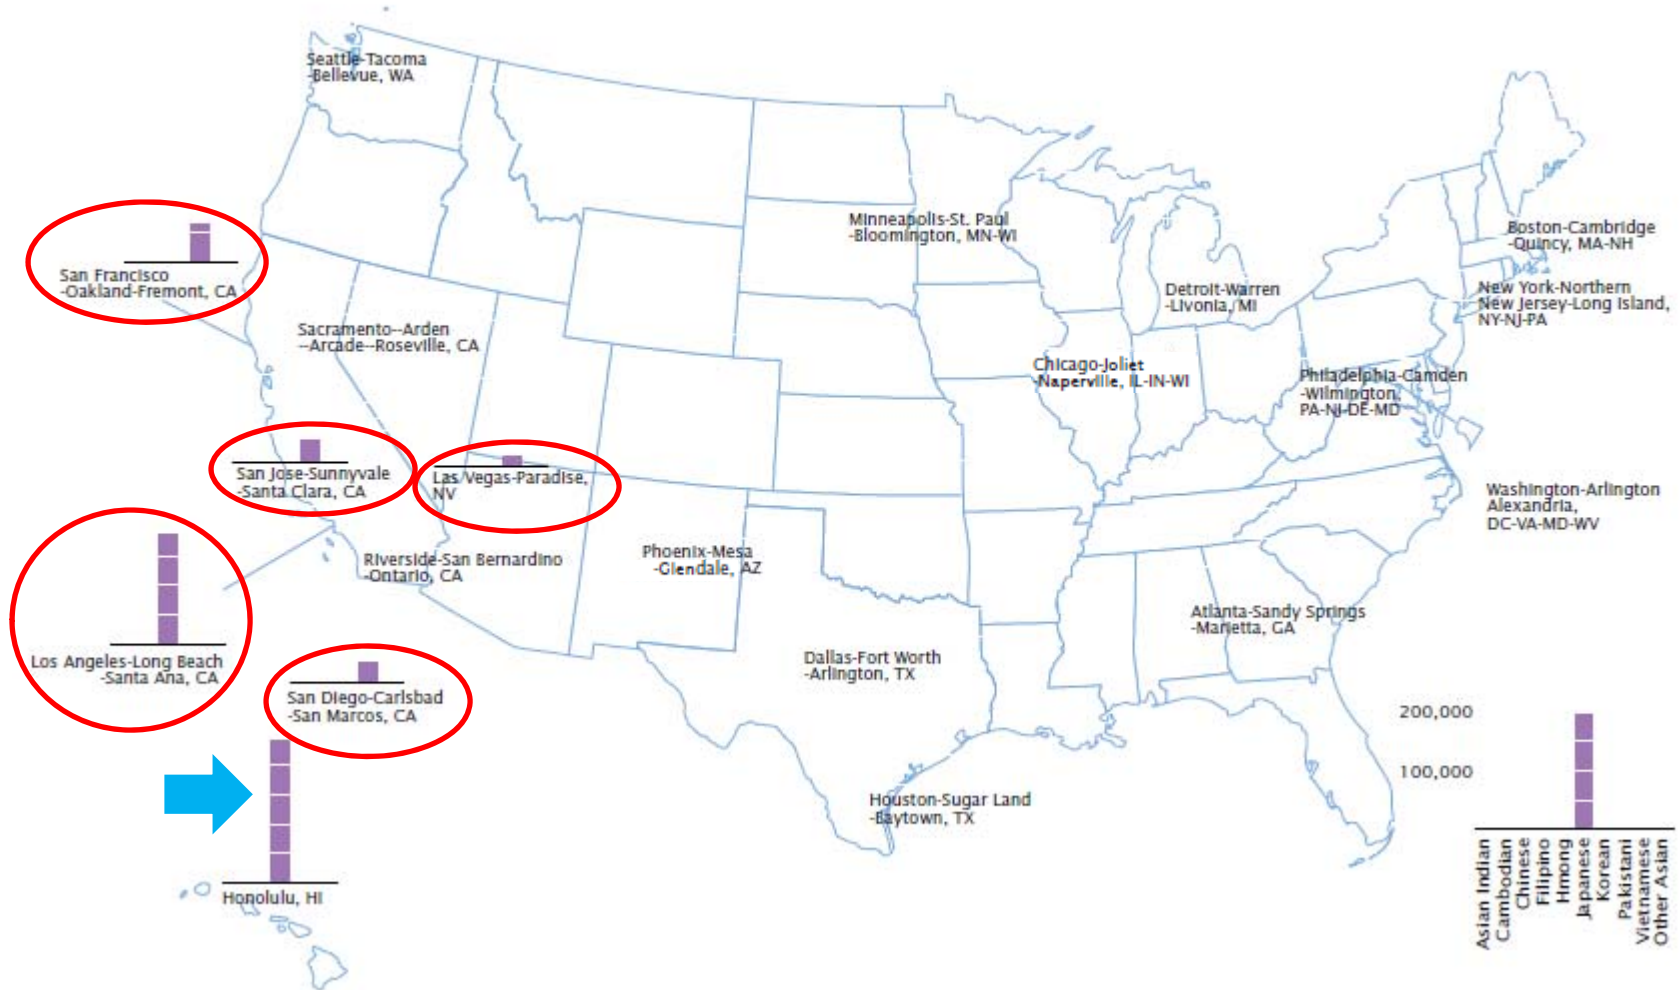 Seattle-Tacoma
-Bellevue, WA
San Francisco
-Oakland-Fremont, CA
Sacramento--Arden
--Arcade--Roseville, CA
San Jose-Sunnyvale
-Santa Clara, CA
Las Vegas-Paradise,
NV
Los Angeles-Long Beach
-Santa Ana, CA
Riverside-San Bernardino
-Ontario, CA
San Diego-Carlsbad
-San Marcos, CA
Honolulu, HI
Phoenix-Mesa
-Glendale, AZ
Minneapolis-St. Paul
-Bloomington, MN-WI
Dallas-Fort Worth
-Arlington, TX
Houston-Sugar Land
-Baytown, TX
Chicago-Joliet
-Naperville, IL-IN-WI
Detroit-Warren
-Livonia, MI
Atlanta-Sandy Springs
-Marietta, GA
Boston-Cambridge
-Quincy, MA-NH
New York-Northern
New Jersey-Long Island,
NY-NJ-PA
Philadelphia-Camden
-Wilmington,
PA-NJ-DE-MD
Washington-Arlington
Alexandria,
DC-VA-MD-WV
200,000
100,000
Asian Indian
Cambodian
Chinese
Filipino
Hmong
Japanese
Korean
Pakistani
Vietnamese
Other Asian